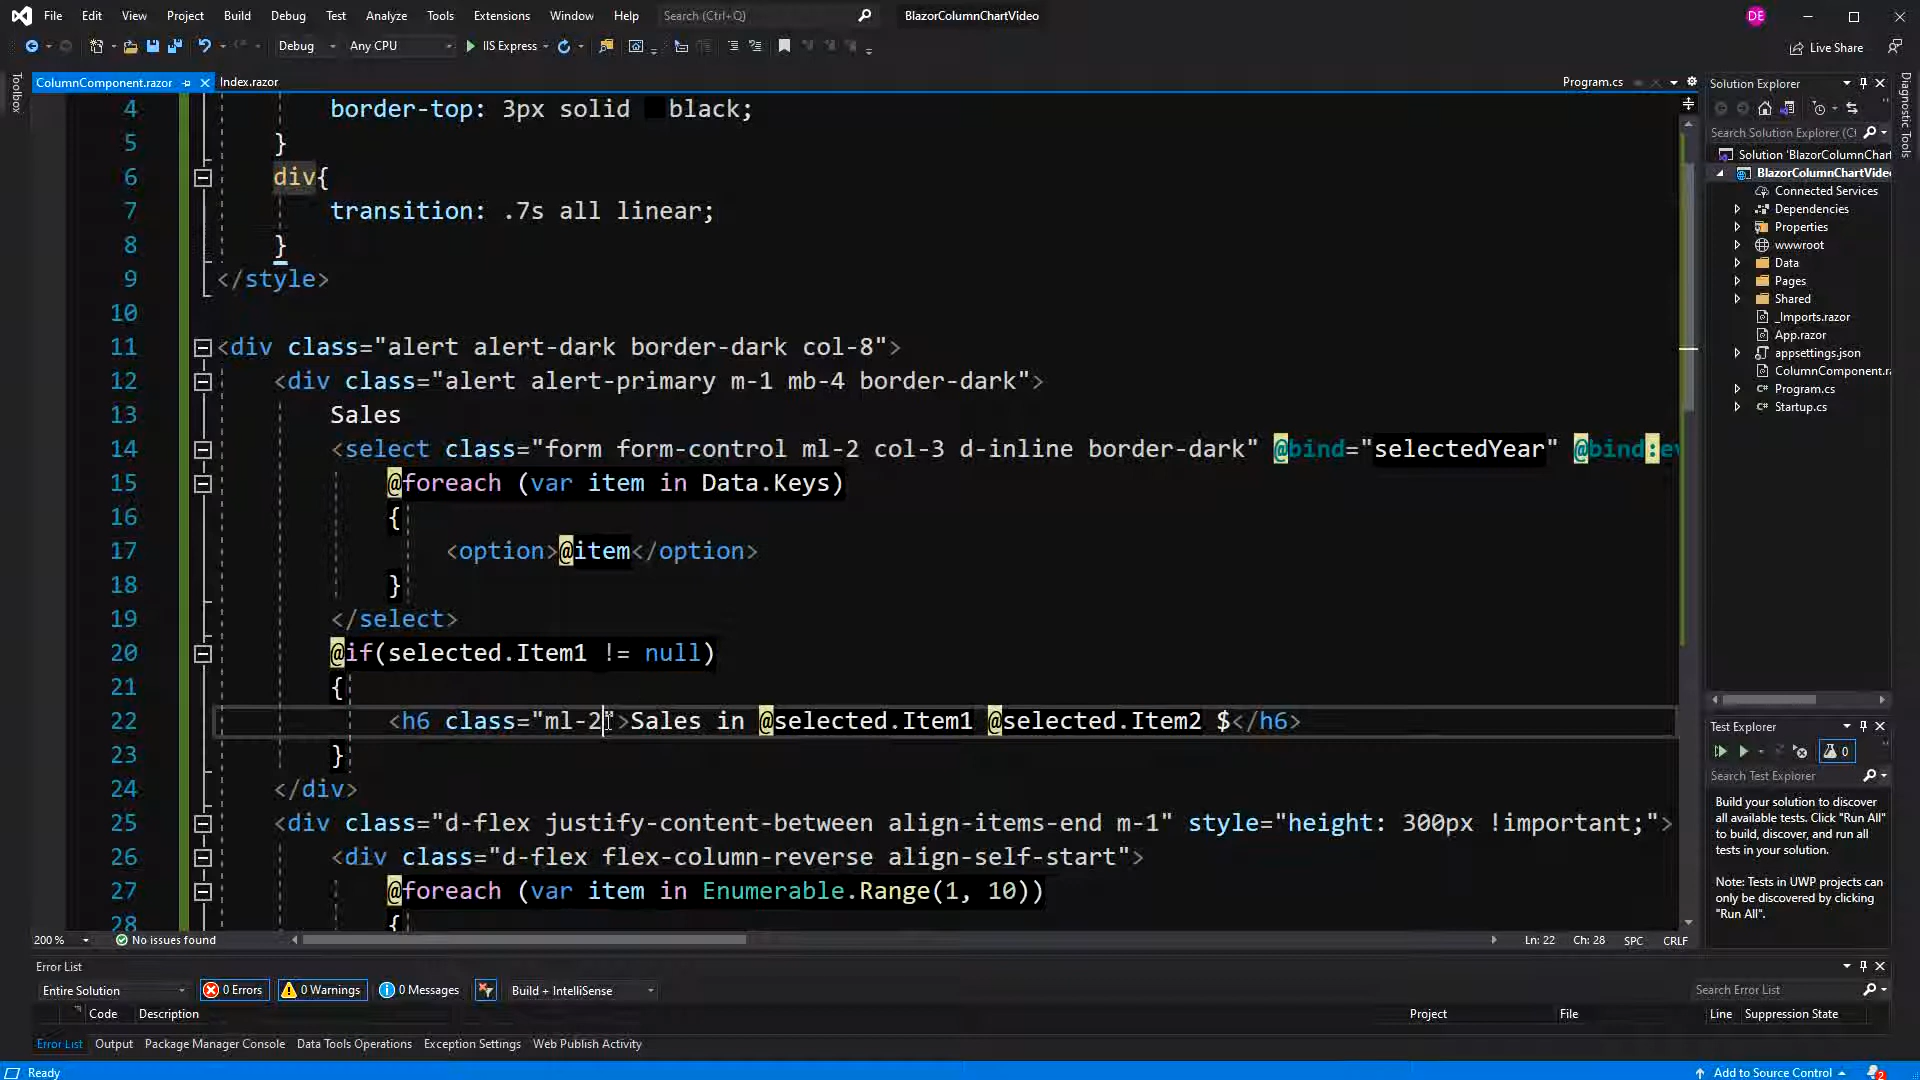 File Edit View Project Build Debug Test Analyze Tools Extensions Window Help Search (Ctrl+Q) BlazorColumnChartVideo DE
Debug Any CPU IIS Express Live Share
Toolbox
ColumnComponent.razor Index.razor Program.cs
4 border-top: 3px solid black;
5 }
6 div{
7 transition: .7s all linear;
8 }
9 </style>
10
11 <div class="alert alert-dark border-dark col-8">
12 <div class="alert alert-primary m-1 mb-4 border-dark">
13 Sales
14 <select class="form form-control ml-2 col-3 d-inline border-dark" @bind="selectedYear" @bind:ev
15 @foreach (var item in Data.Keys)
16 {
17 <option>@item</option>
18 }
19 </select>
20 @if(selected.Item1 != null)
21 {
22 <h6 class="ml-2">Sales in @selected.Item1 @selected.Item2 $</h6>
23 }
24 </div>
25 <div class="d-flex justify-content-between align-items-end m-1" style="height: 300px !important;">
26 <div class="d-flex flex-column-reverse align-self-start">
27 @foreach (var item in Enumerable.Range(1, 10))
28 {
200 % No issues found Ln: 22 Ch: 28 SPC CRLF
Solution Explorer
Search Solution Explorer (C
Solution 'BlazorColumnChart
BlazorColumnChartVideo
Connected Services
Dependencies
Properties
wwwroot
Data
Pages
Shared
_Imports.razor
App.razor
appsettings.json
ColumnComponent.ra
Program.cs
Startup.cs
Diagnostic Tools
Test Explorer
0
Search Test Explorer
Build your solution to discover
all available tests. Click "Run All"
to build, discover, and run all
tests in your solution.
Note: Tests in UWP projects can
only be discovered by clicking
"Run All".
Error List
Entire Solution 0 Errors 0 Warnings 0 Messages Build + IntelliSense Search Error List
Code Description Project File Line Suppression State
Error List Output Package Manager Console Data Tools Operations Exception Settings Web Publish Activity
Ready Add to Source Control 2